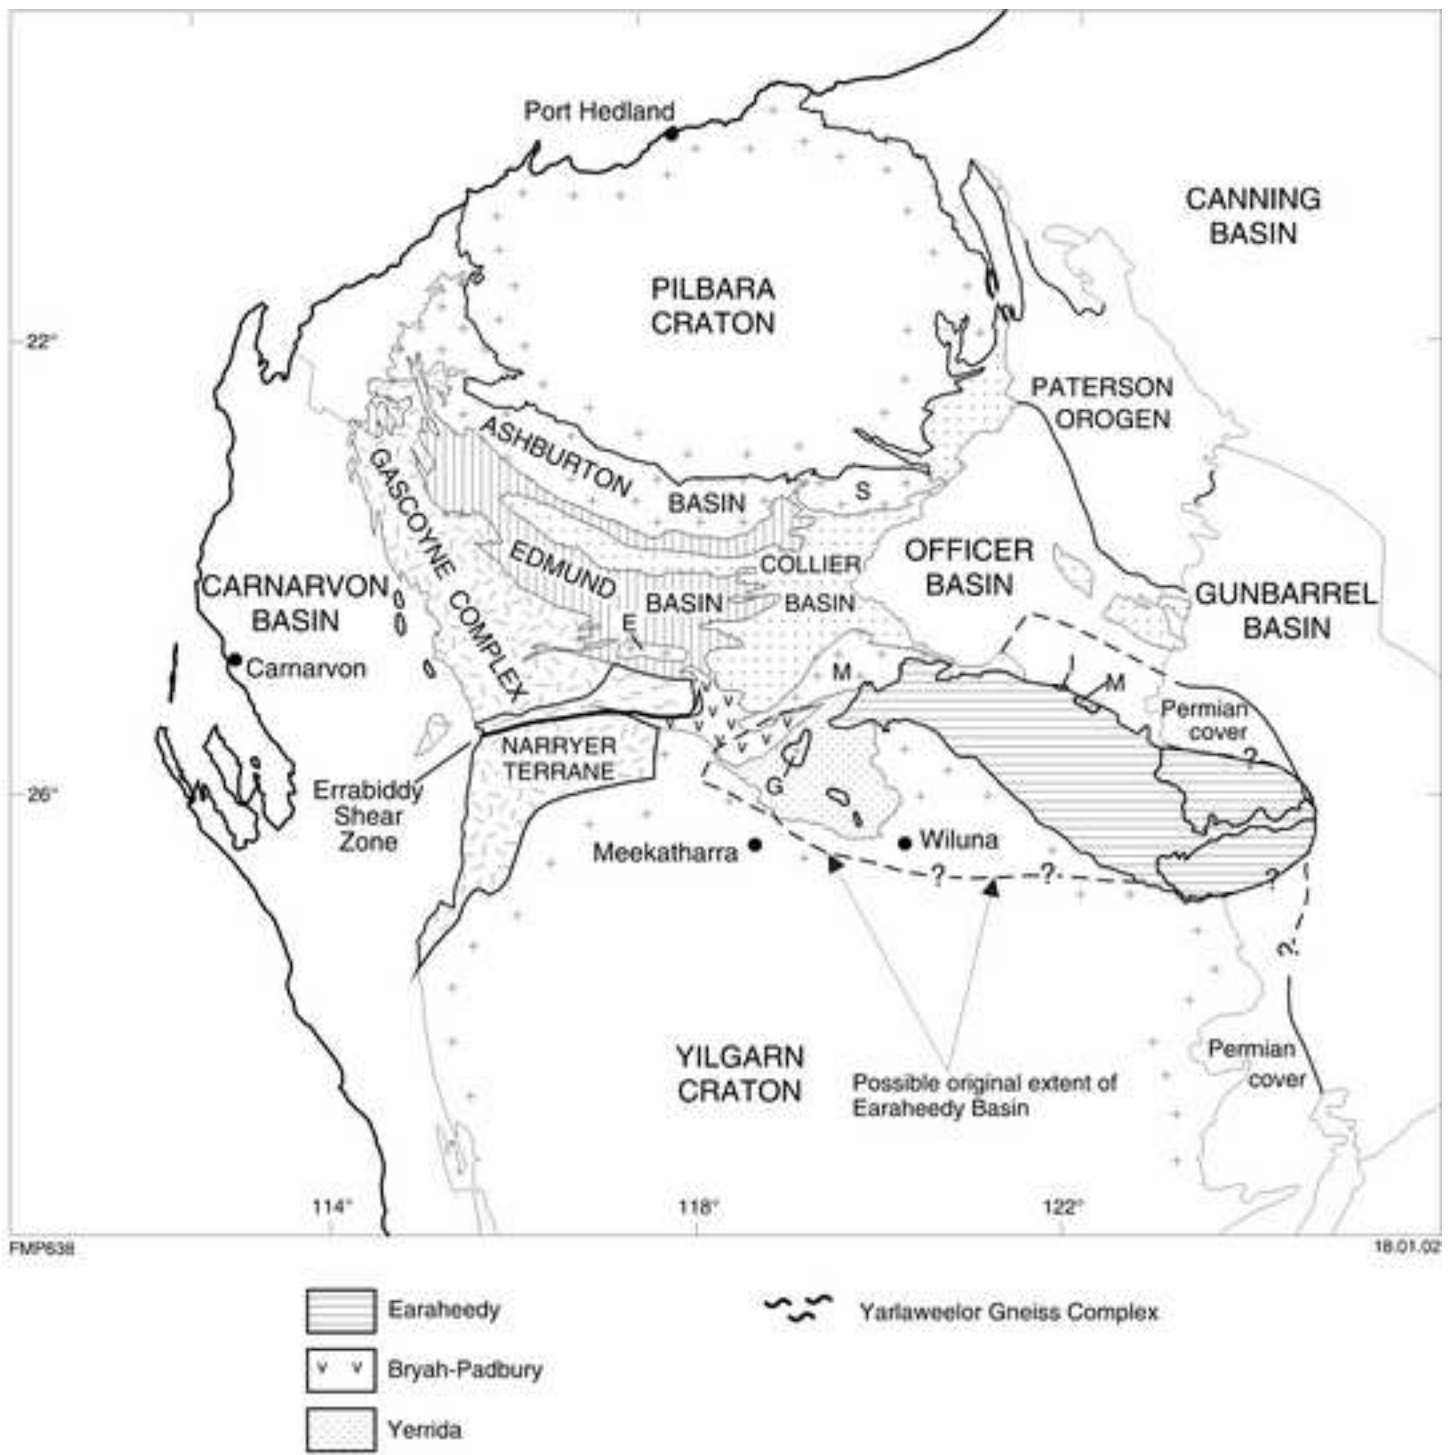 Port Hedland
CANNING
BASIN
PILBARA
CRATON
22°
PATERSON
OROGEN
ASHBURTON
BASIN
S
GASCOYNE COMPLEX
EDMUND
BASIN
COLLIER
BASIN
OFFICER
BASIN
CARNARVON
BASIN
GUNBARREL
BASIN
E
Carnarvon
M
I
M
Permian
cover
?
NARRYER
TERRANE
G
26°
Errabiddy
Shear
Zone
Meekatharra
Wiluna
?
?
?
?
YILGARN
CRATON
Possible original extent of
Earaheedy Basin
Permian
cover
114°
118°
122°
FMP638
18.01.02
Earaheedy
Yarlaweelor Gneiss Complex
v v
Bryah-Padbury
Yerrida